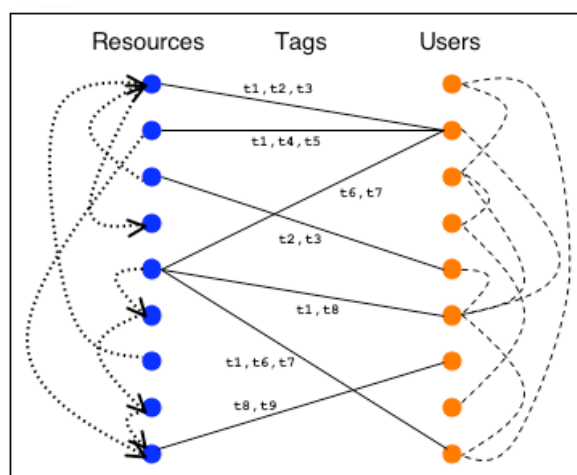 Resources Tags Users
t1,t2,t3
t1,t4,t5
t6,t7
t2,t3
t1,t8
t1,t6,t7
t8,t9